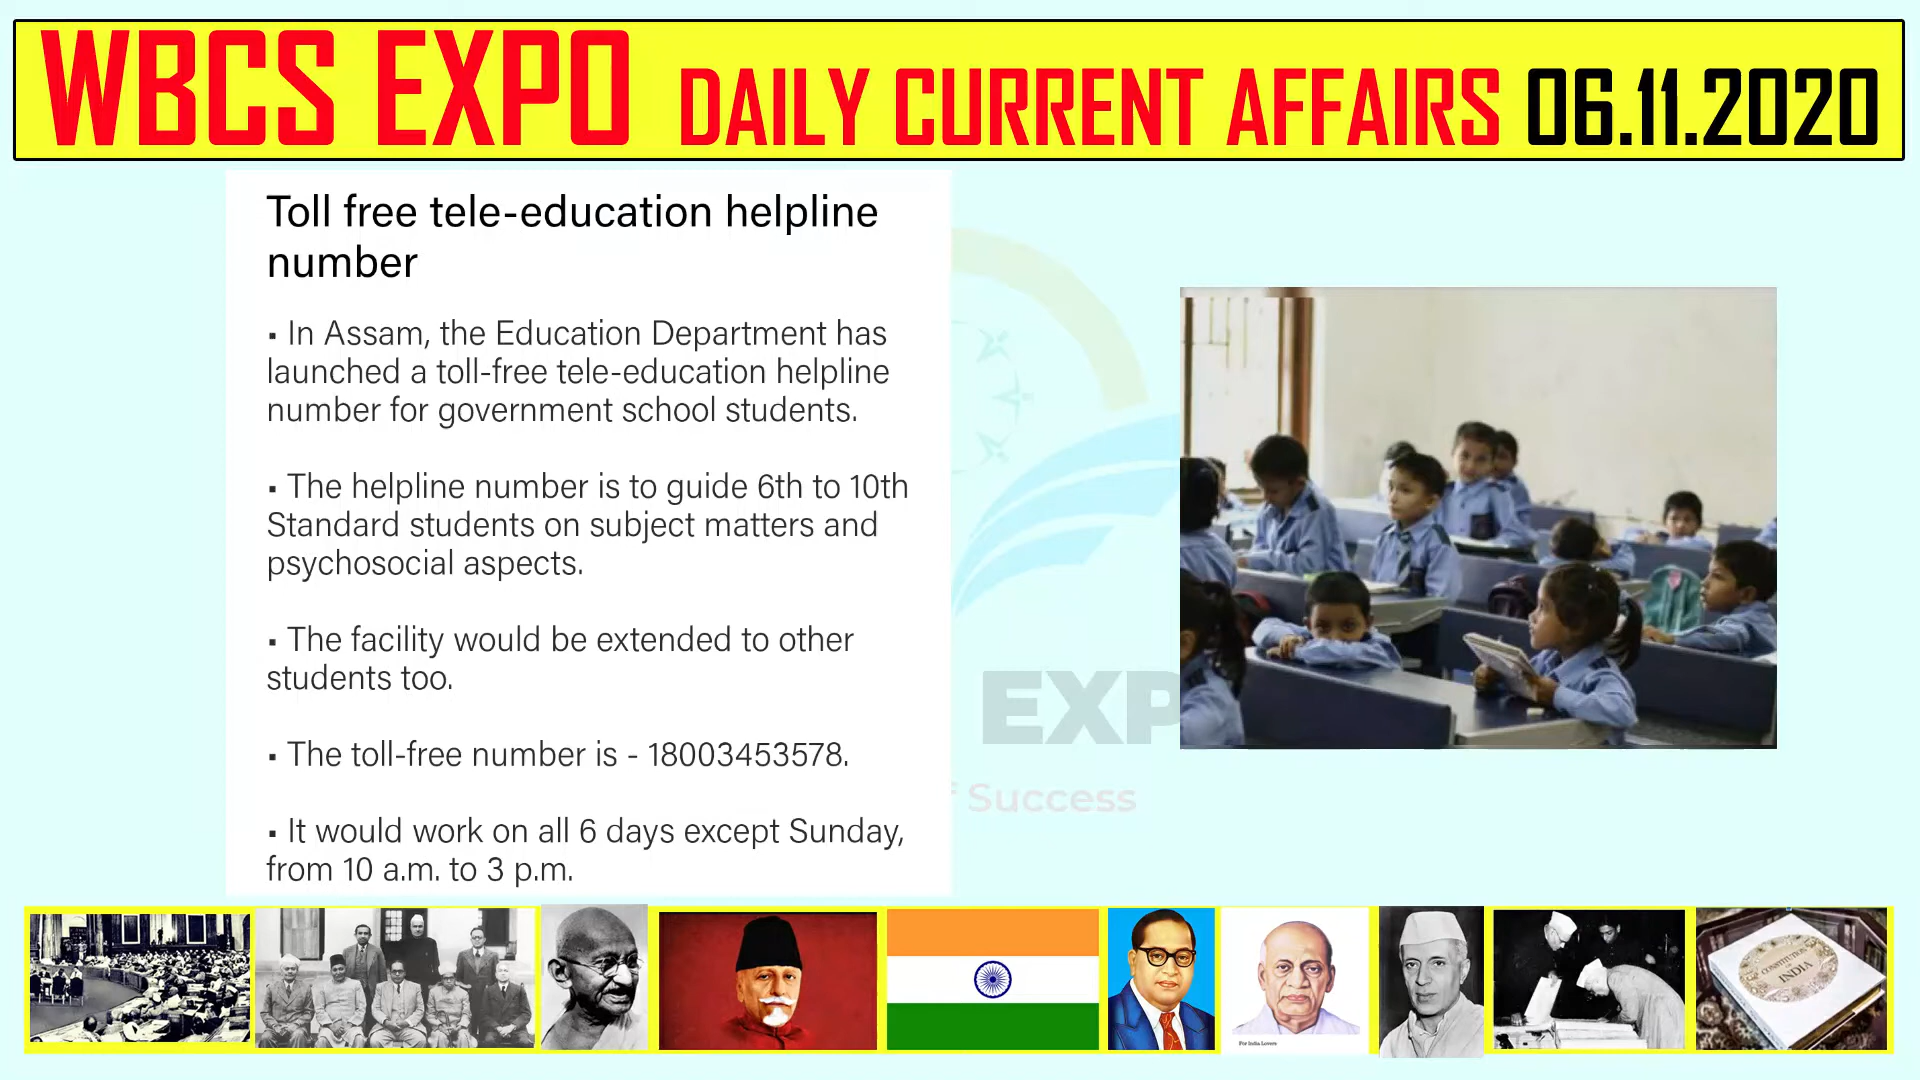 WBCS EXPO DAILY CURRENT AFFAIRS 06.11.2020
Toll free tele-education helpline
number
▪ In Assam, the Education Department has
launched a toll-free tele-education helpline
number for government school students.
▪ The helpline number is to guide 6th to 10th
Standard students on subject matters and
psychosocial aspects.
▪ The facility would be extended to other
students too.
▪ The toll-free number is - 18003453578.
▪ It would work on all 6 days except Sunday,
from 10 a.m. to 3 p.m.
EXP
Success
For India Lovers
CONSTITUTION
INDIA